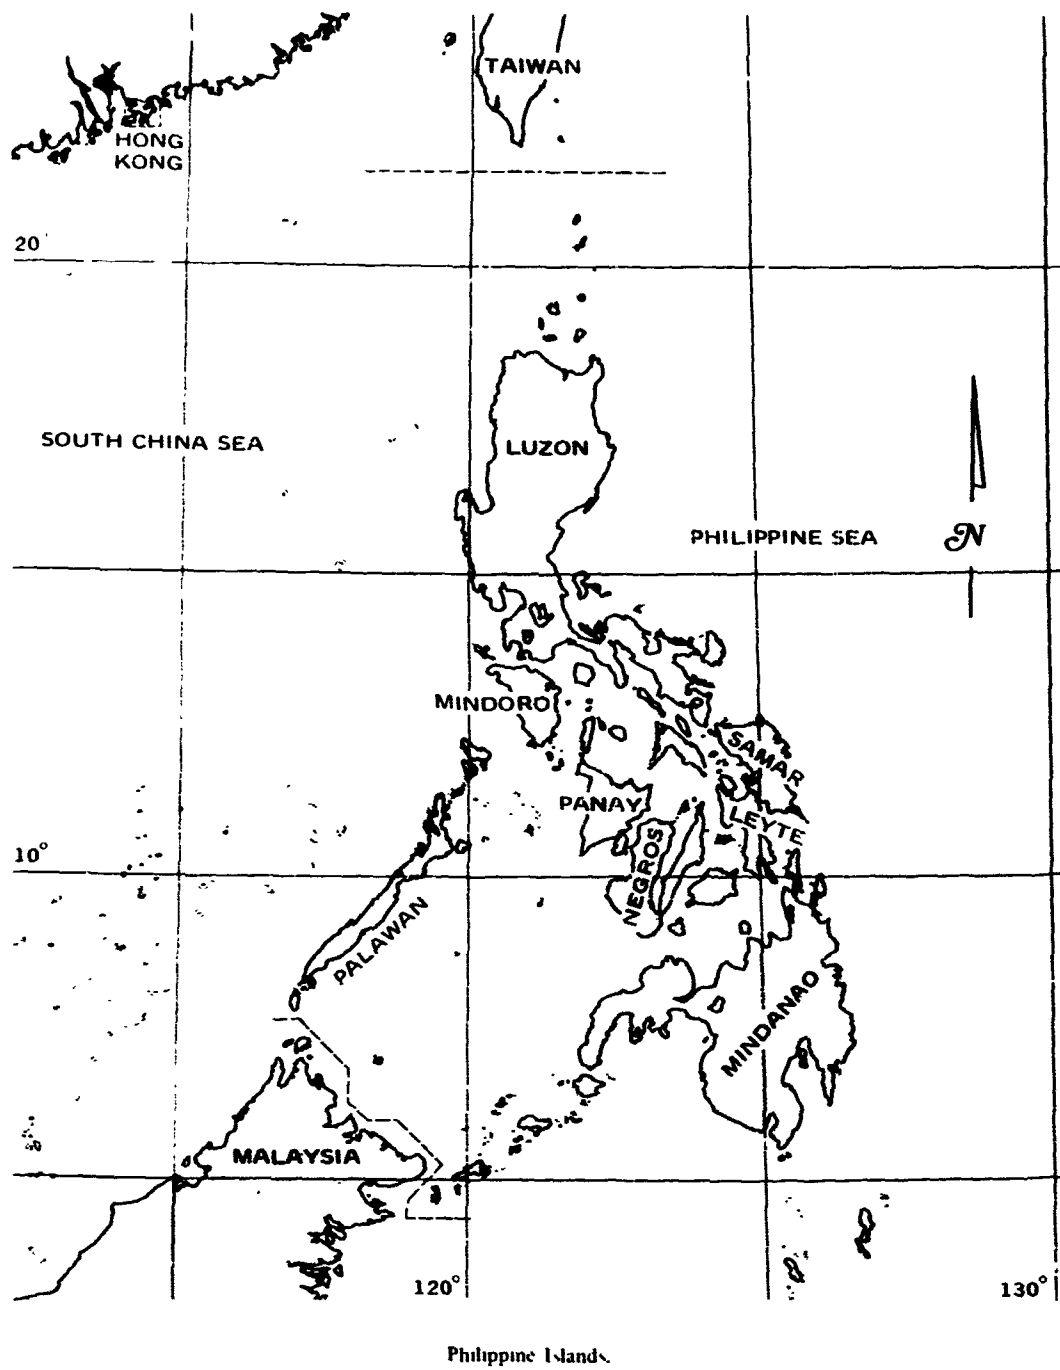 TAIWAN
HONG
KONG
20
SOUTH CHINA SEA
LUZON
PHILIPPINE SEA
N
MINDORO
SAMAR
PANAY
LEYTE
NEGROS
10°
PALAWAN
MINDANAO
MALAYSIA
120°
130°
Philippine Islands.